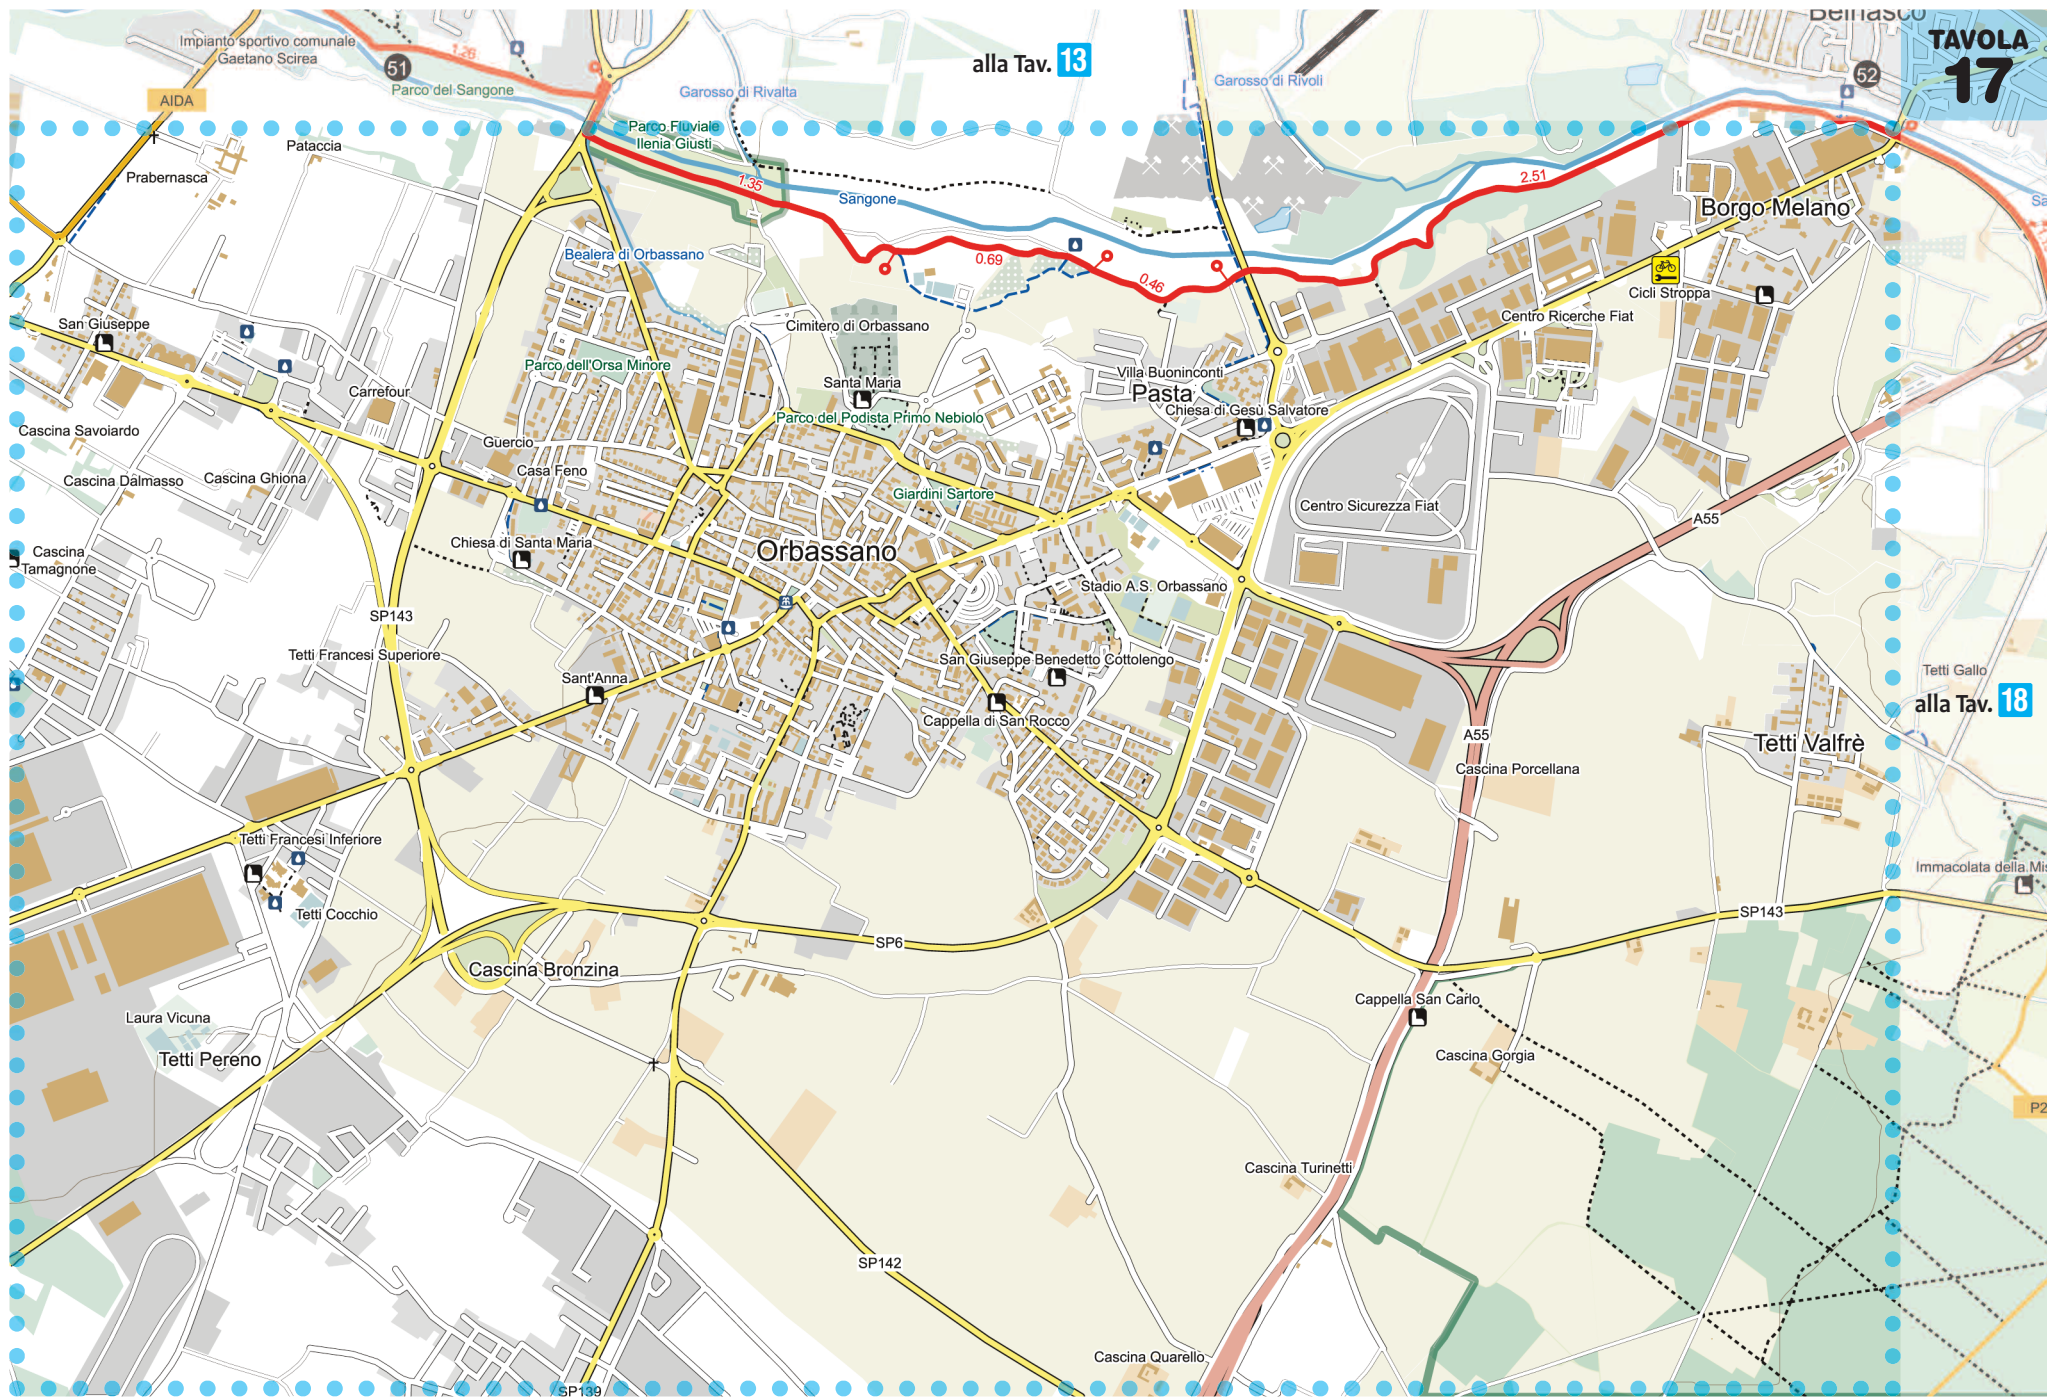 Belnasco
TAVOLA
17
Impianto sportivo comunale
Gaetano Scirea
51
1.26
Parco del Sangone
AIDA
alla Tav. 13
Garosso di Rivalta
Garosso di Rivoli
52
Parco Fluviale
Ilenia Giusti
Pataccia
Prabernasca
1.35
Sangone
2.51
Borgo Melano
Bealera di Orbassano
0.69
0.46
Cicli Stroppa
Centro Ricerche Fiat
San Giuseppe
Cimitero di Orbassano
Parco dell'Orsa Minore
Villa Buoninconti
Carrefour
Santa Maria
Pasta
Parco del Podista Primo Nebiolo
Chiesa di Gesù Salvatore
Cascina Savoiardo
Guercio
Casa Feno
Cascina Dalmasso
Cascina Ghiona
Giardini Sartore
Centro Sicurezza Fiat
A55
Chiesa di Santa Maria
Orbassano
Cascina
Tamagnone
Stadio A.S. Orbassano
SP143
Tetti Francesi Superiore
San Giuseppe Benedetto Cottolengo
Sant'Anna
Tetti Gallo
alla Tav. 18
Cappella di San Rocco
A55
Tetti Valfrè
Cascina Porcellana
Tetti Francesi Inferiore
Immacolata della Mis
Tetti Cocchio
SP143
SP6
Cascina Bronzina
Cappella San Carlo
Laura Vicuna
Tetti Pereno
Cascina Gorgia
P2
Cascina Turinetti
SP142
Cascina Quarello
SP139